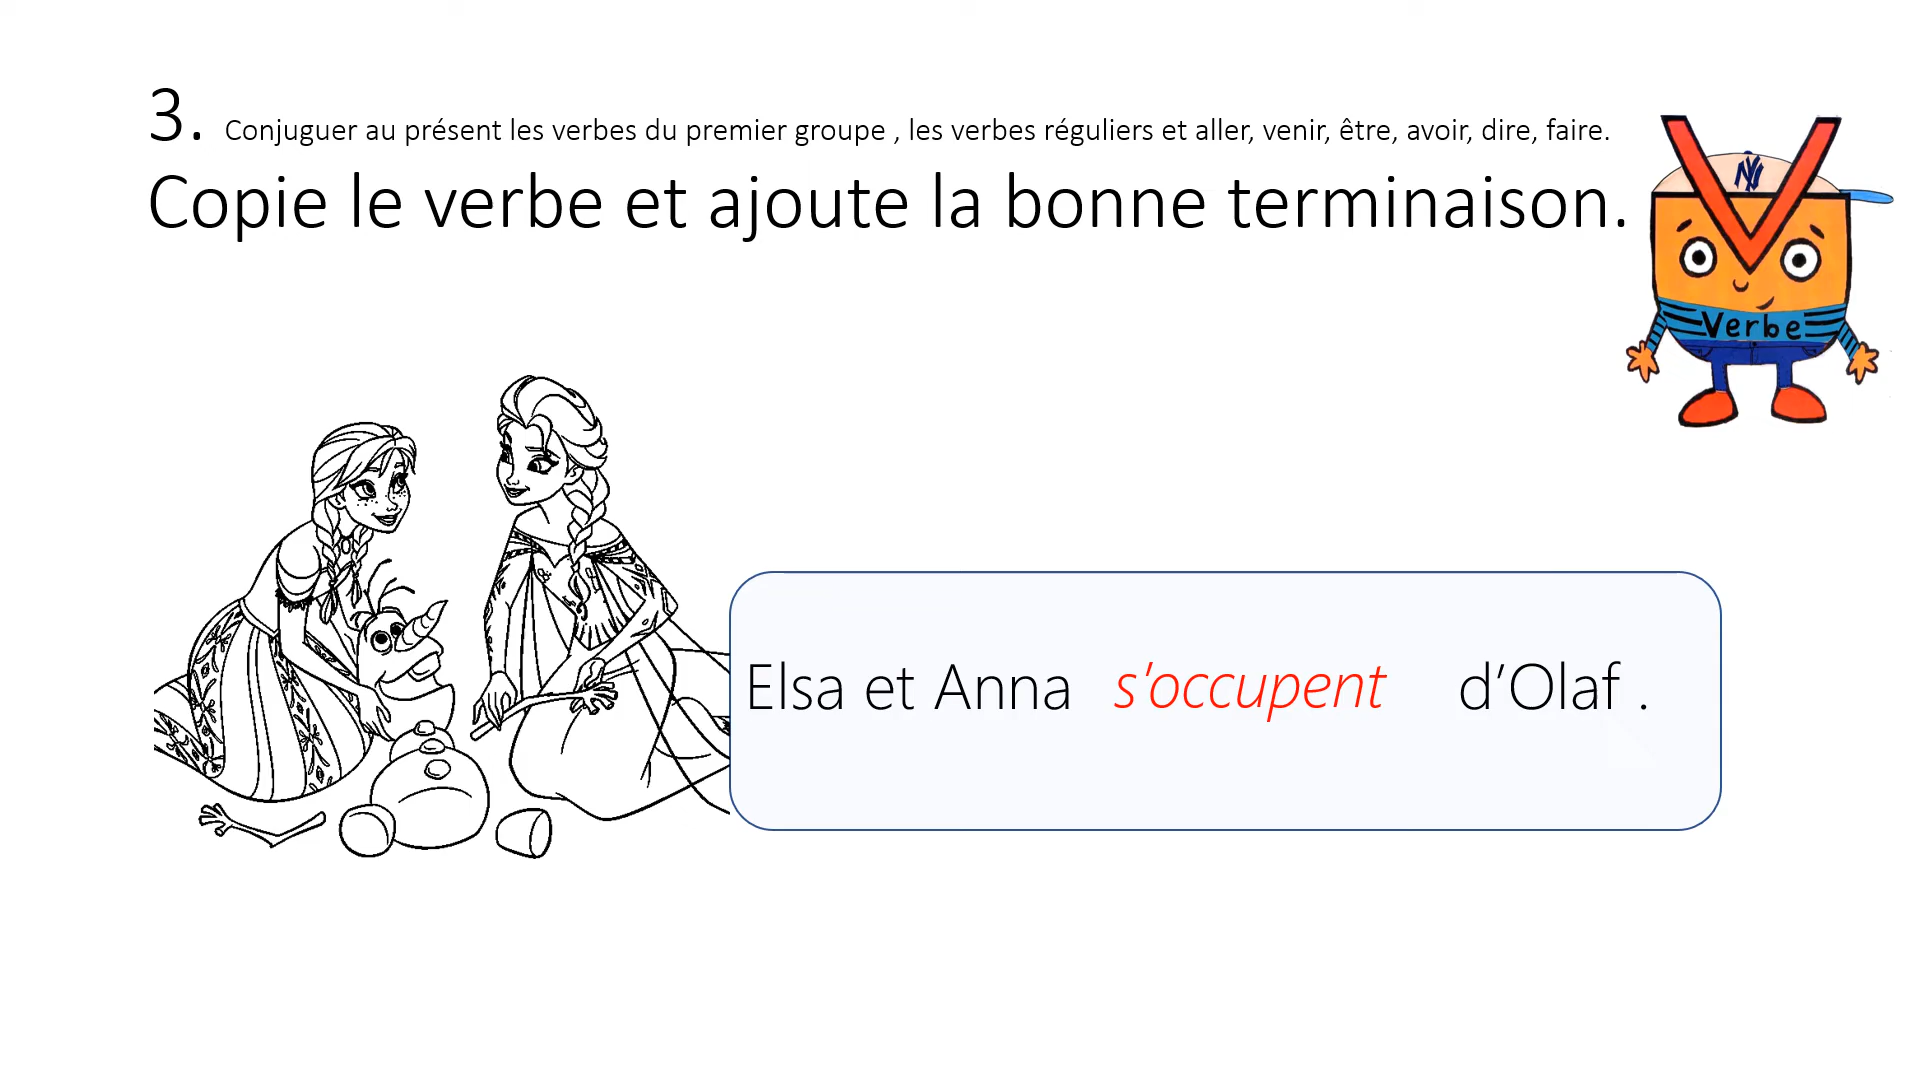 3. Conjuguer au présent les verbes du premier groupe , les verbes réguliers et aller, venir, être, avoir, dire, faire.
Copie le verbe et ajoute la bonne terminaison.
NY
V
Verbe
Elsa et Anna s’occupent d’Olaf .